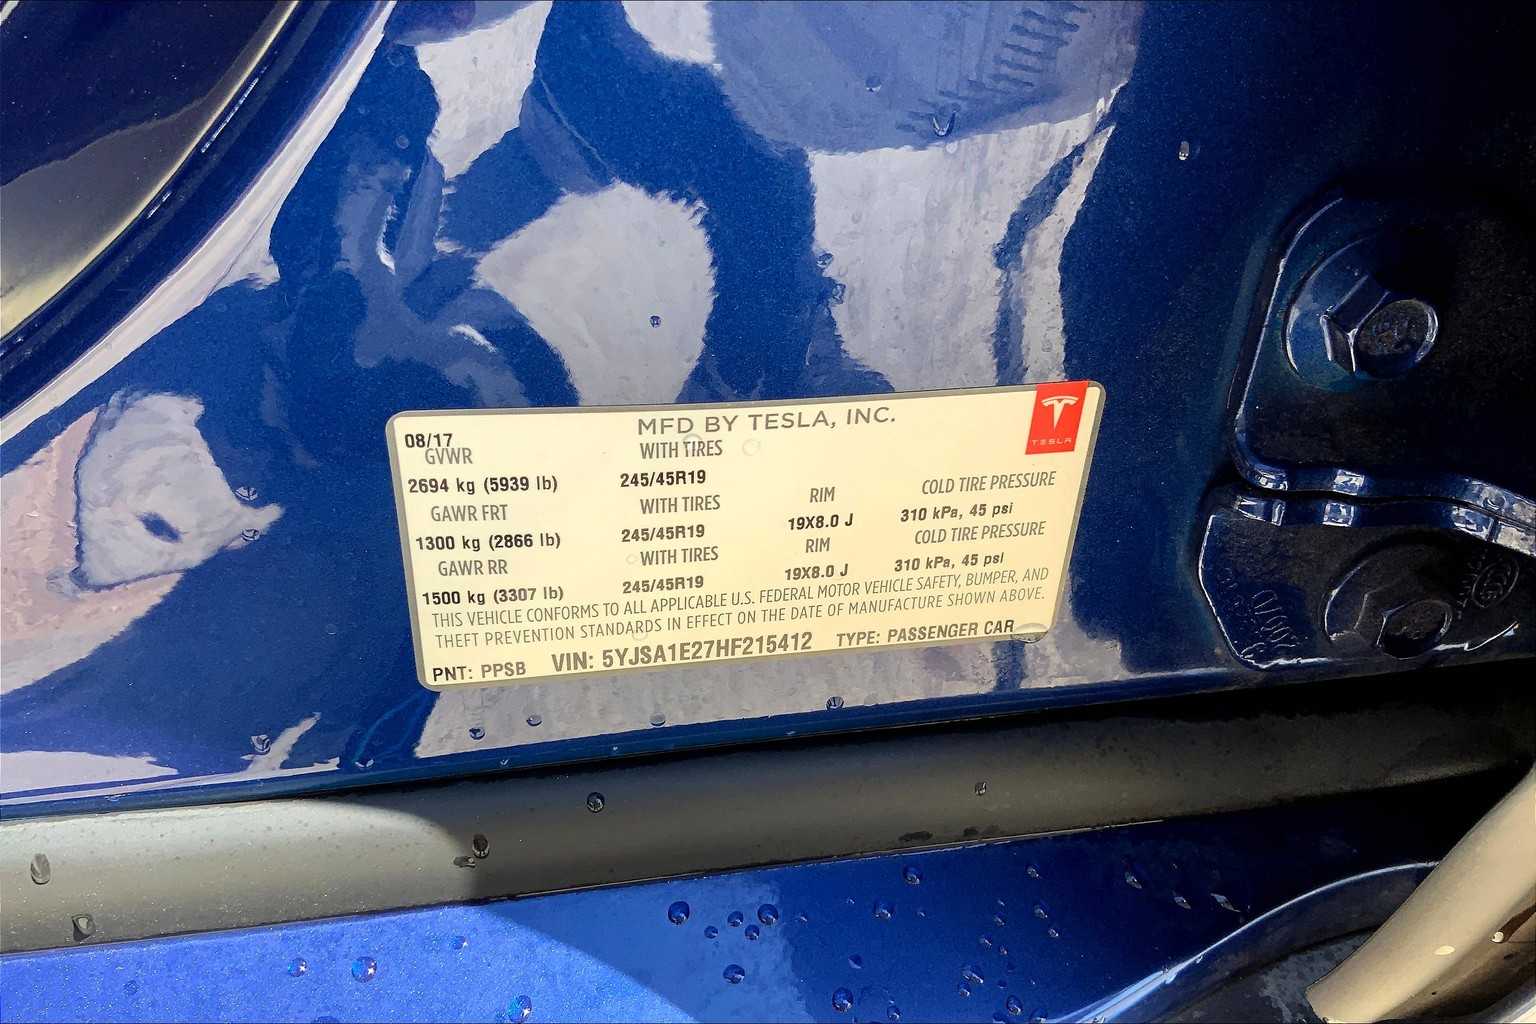 MFD BY TESLA, INC.
TESLA
08/17
GVWR WITH TIRES
2694 kg (5939 lb) 245/45R19
GAWR FRT WITH TIRES RIM COLD TIRE PRESSURE
1300 kg (2866 lb) 245/45R19 19X8.0 J 310 kPa, 45 psi
GAWR RR WITH TIRES RIM COLD TIRE PRESSURE
1500 kg (3307 lb) 245/45R19 19X8.0 J 310 kPa, 45 psi
THIS VEHICLE CONFORMS TO ALL APPLICABLE U.S. FEDERAL MOTOR VEHICLE SAFETY, BUMPER, AND
THEFT PREVENTION STANDARDS IN EFFECT ON THE DATE OF MANUFACTURE SHOWN ABOVE.
PNT: PPSB VIN: 5YJSA1E27HF215412 TYPE: PASSENGER CAR